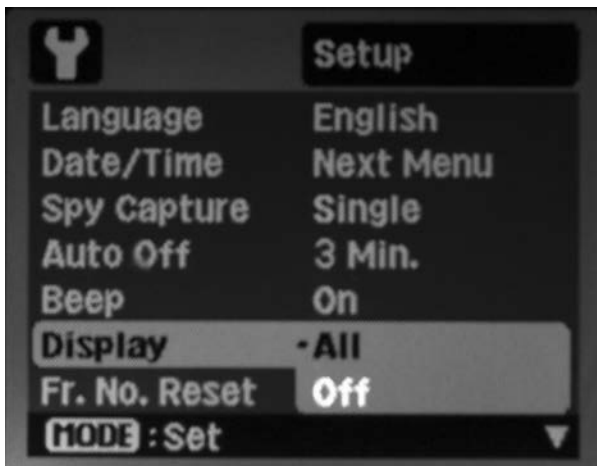 Setup
Language English
Date/Time Next Menu
Spy Capture Single
Auto Off 3 Min.
Beep On
Display ·All
Fr. No. Reset Off
MODE : Set